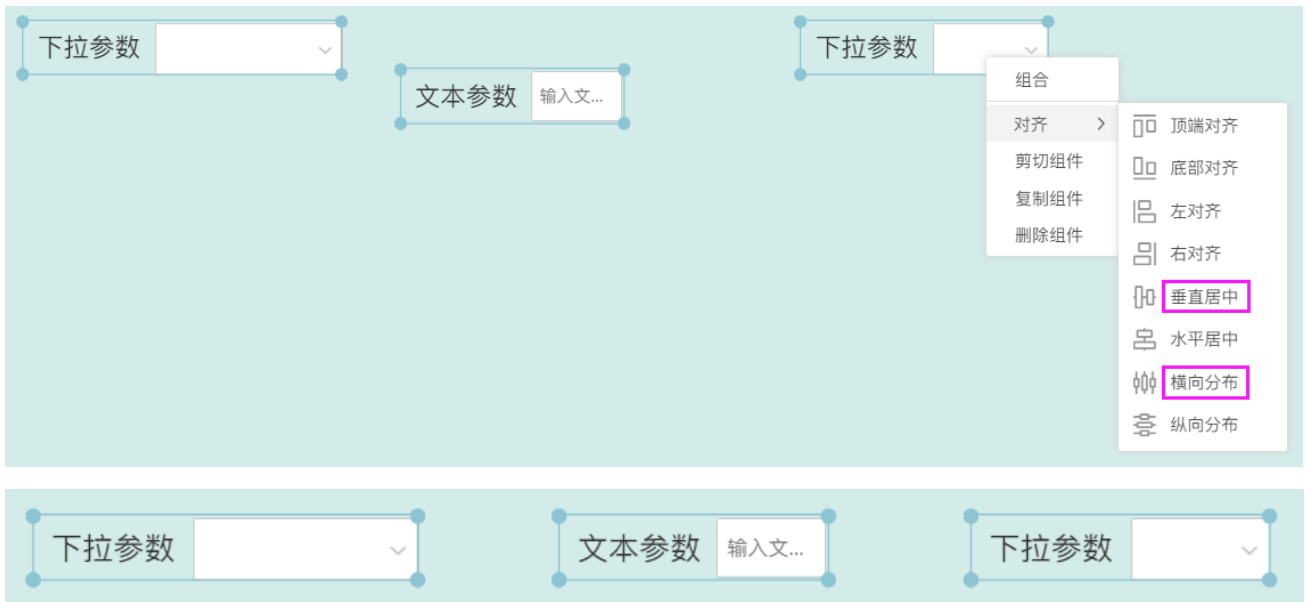 下拉参数
下拉参数
文本参数 输入文...
组合
对齐
剪切组件
复制组件
删除组件
顶端对齐
底部对齐
左对齐
右对齐
垂直居中
水平居中
横向分布
纵向分布
下拉参数 文本参数 输入文... 下拉参数